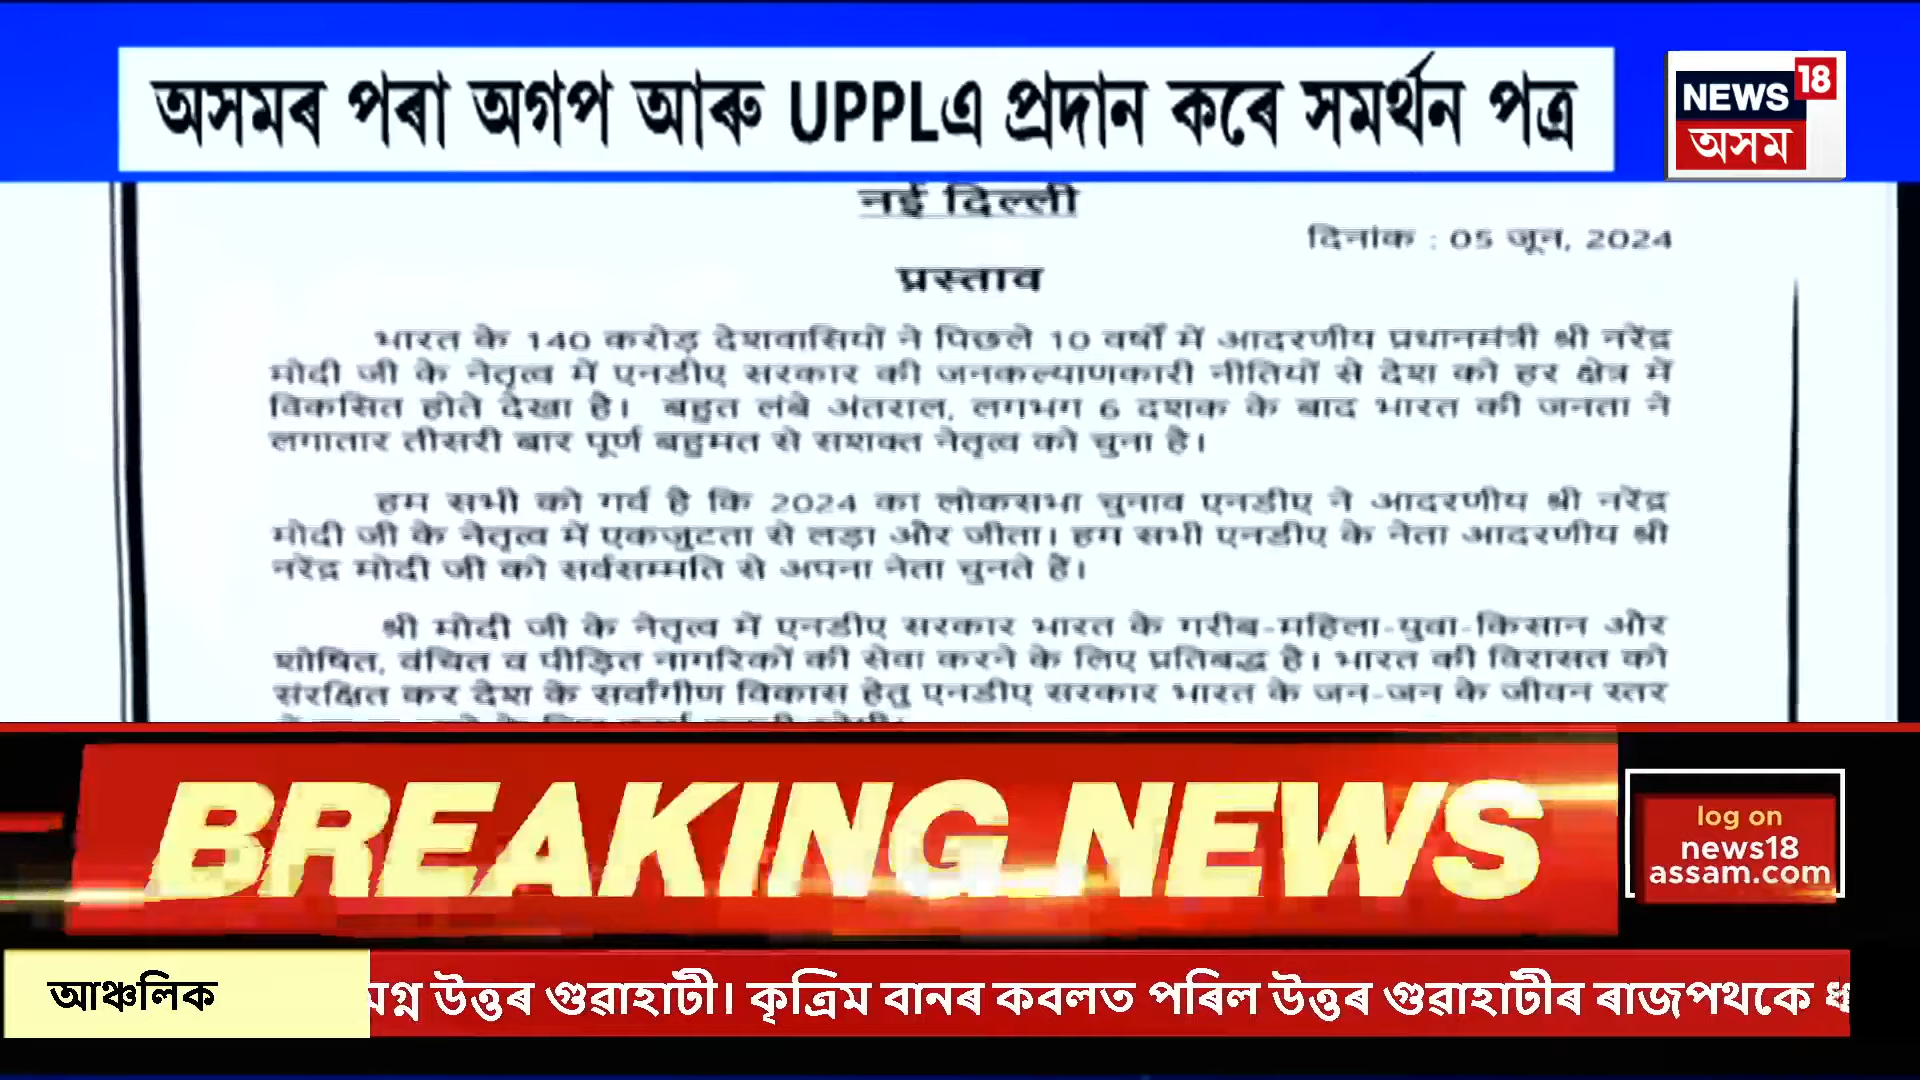 অসমৰ পৰা অগপ আৰু UPPLএ প্ৰদান কৰে সমৰ্থন পত্ৰ
NEWS 18
অসম
नई दिल्ली
दिनांक : 05 जून, 2024
प्रस्ताव
भारत के 140 करोड़ देशवासियों ने पिछले 10 वर्षों में आदरणीय प्रधानमंत्री श्री नरेंद्र
मोदी जी के नेतृत्व में एनडीए सरकार की जनकल्याणकारी नीतियों से देश को हर क्षेत्र में
विकसित होते देखा है। बहुत लंबे अंतराल, लगभग 6 दशक के बाद भारत की जनता ने
लगातार तीसरी बार पूर्ण बहुमत से सशक्त नेतृत्व को चुना है।
हम सभी को गर्व है कि 2024 का लोकसभा चुनाव एनडीए ने आदरणीय श्री नरेंद्र
मोदी जी के नेतृत्व में एकजुटता से लड़ा और जीता। हम सभी एनडीए के नेता आदरणीय श्री
नरेंद्र मोदी जी को सर्वसम्मति से अपना नेता चुनते हैं।
श्री मोदी जी के नेतृत्व में एनडीए सरकार भारत के गरीब-महिला-युवा-किसान और
शोषित, वंचित व पीड़ित नागरिकों की सेवा करने के लिए प्रतिबद्ध है। भारत की विरासत को
संरक्षित कर देश के सर्वांगीण विकास हेतु एनडीए सरकार भारत के जन-जन के जीवन स्तर
BREAKING NEWS
log on
news18
assam.com
আঞ্চলিক
উত্তৰ গুৱাহাটী। কৃত্ৰিম বানৰ কবলত পৰিল উত্তৰ গুৱাহাটীৰ ৰাজপথকে